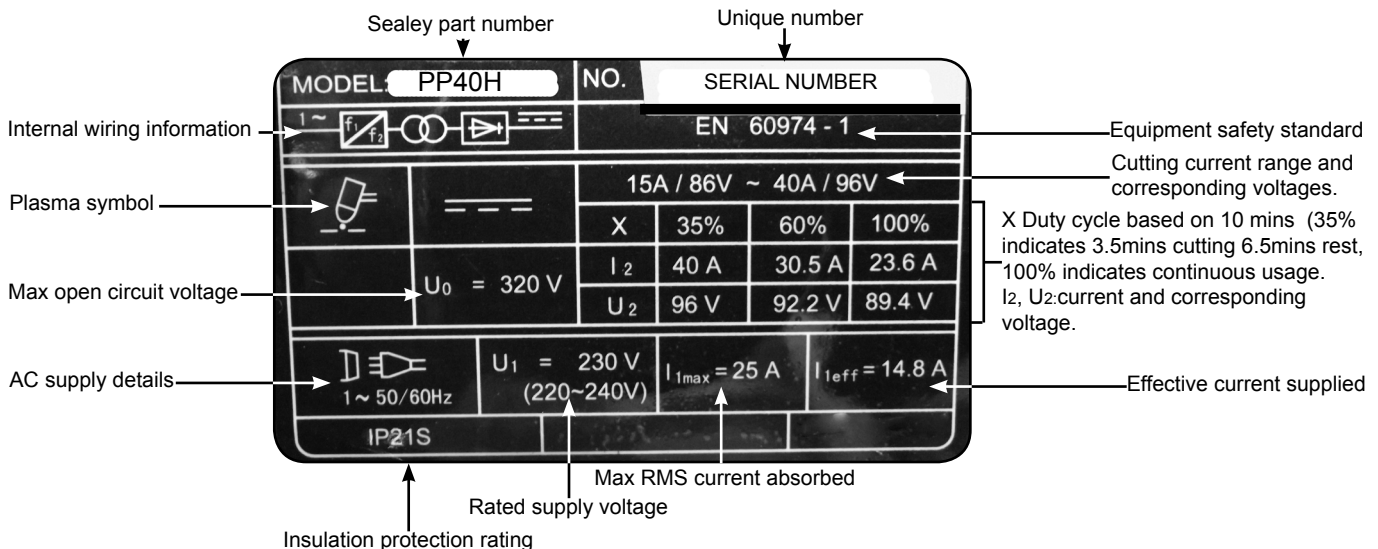 Sealey part number
Unique number
MODEL: PP40H
NO. SERIAL NUMBER
Internal wiring information
1~ f1 f2
EN 60974-1
Equipment safety standard
Cutting current range and
corresponding voltages.
Plasma symbol
15A / 86V ~ 40A / 96V
X 35% 60% 100%
I2 40 A 30.5 A 23.6 A
U2 96 V 92.2 V 89.4 V
X Duty cycle based on 10 mins (35%
indicates 3.5mins cutting 6.5mins rest,
100% indicates continuous usage.
I2, U2:current and corresponding
voltage.
Max open circuit voltage
U0 = 320 V
AC supply details
1~ 50/60Hz
U1 = 230 V
(220~240V)
I1max = 25 A
I1eff = 14.8 A
Effective current supplied
IP21S
Max RMS current absorbed
Rated supply voltage
Insulation protection rating